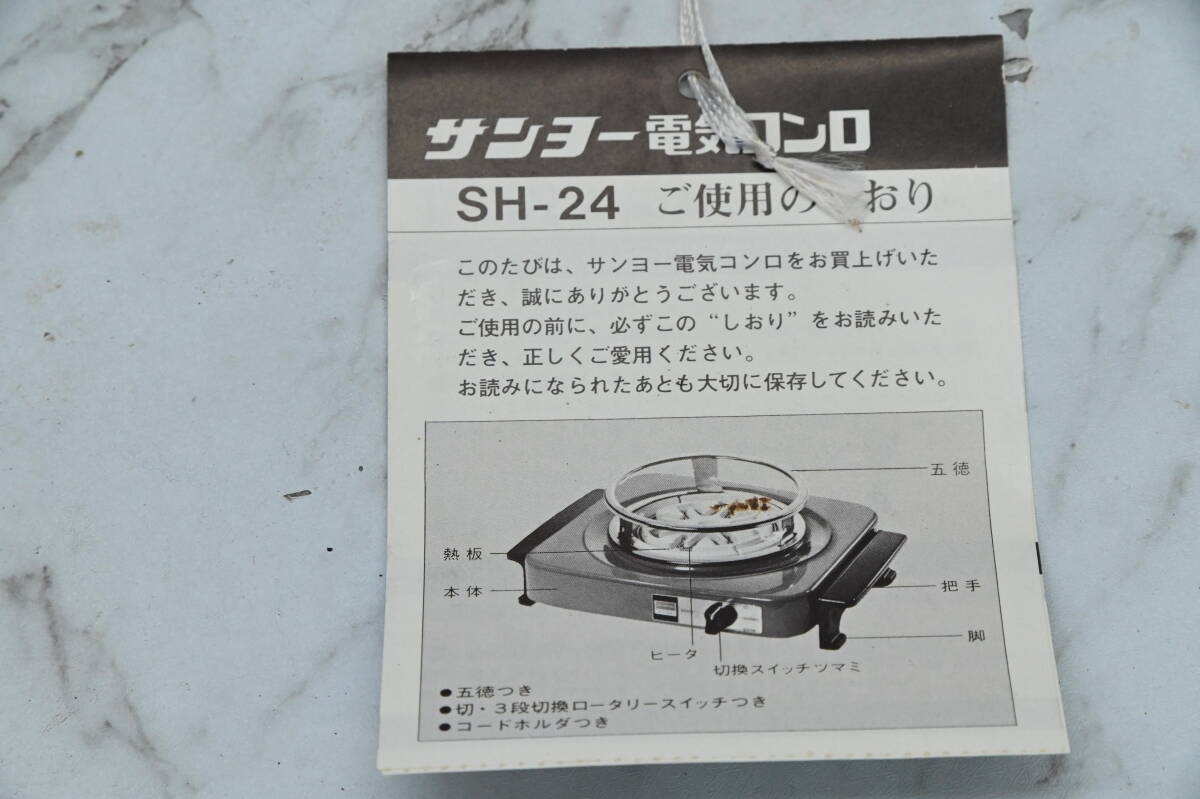 サンヨー電気コンロ
SH-24 ご使用の おり
このたびは、サンヨー電気コンロをお買上げいた
だき、誠にありがとうございます。
ご使用の前に、必ずこの“しおり”をお読みいた
だき、正しくご愛用ください。
お読みになられたあとも大切に保存してください。
五徳
熱板
本体
把手
脚
ヒータ
切換スイッチツマミ
●五徳つき
●切・3段切換ロータリースイッチつき
●コードホルダつき